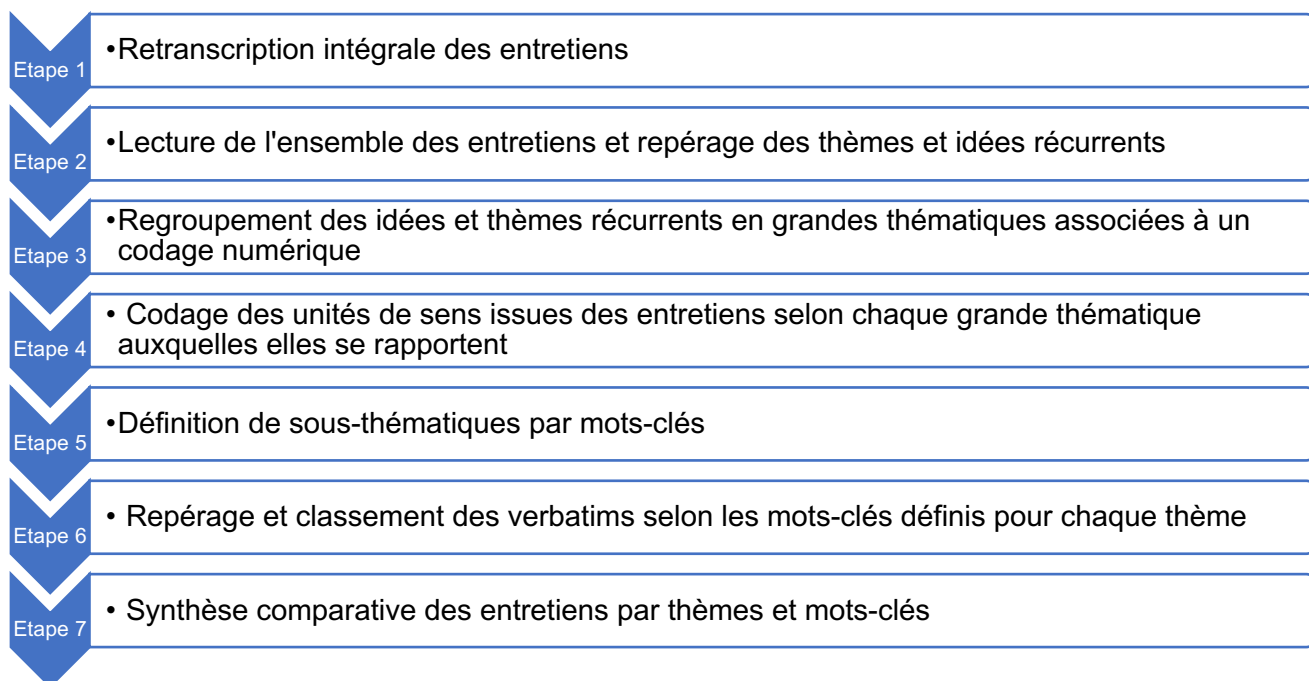 Etape 1
•Retranscription intégrale des entretiens
Etape 2
•Lecture de l'ensemble des entretiens et repérage des thèmes et idées récurrents
Etape 3
•Regroupement des idées et thèmes récurrents en grandes thématiques associées à un
codage numérique
Etape 4
• Codage des unités de sens issues des entretiens selon chaque grande thématique
auxquelles elles se rapportent
Etape 5
•Définition de sous-thématiques par mots-clés
Etape 6
• Repérage et classement des verbatims selon les mots-clés définis pour chaque thème
Etape 7
• Synthèse comparative des entretiens par thèmes et mots-clés